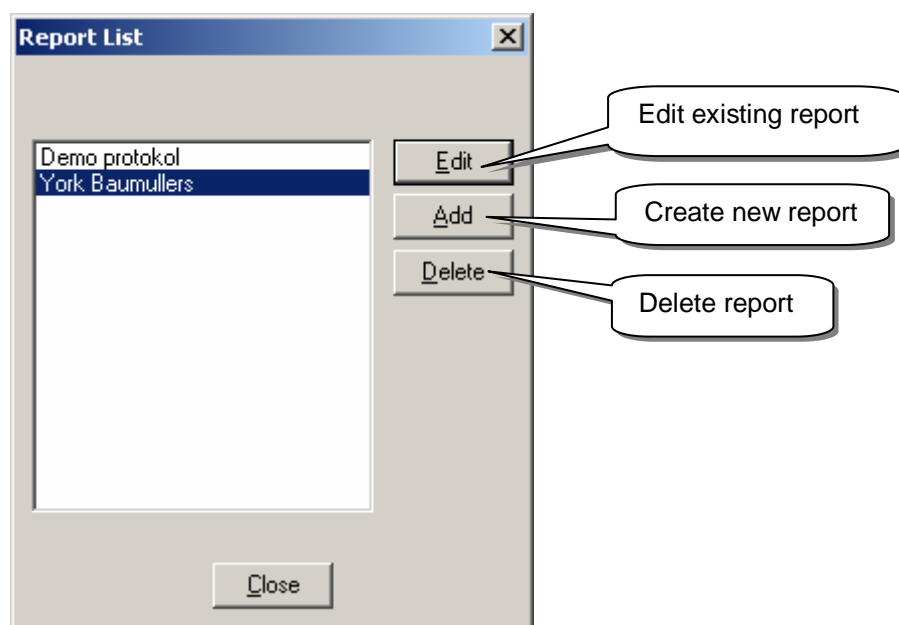 Report List
Edit existing report
Demo protokol
York Baumullers
Edit
Add
Create new report
Delete
Delete report
Close